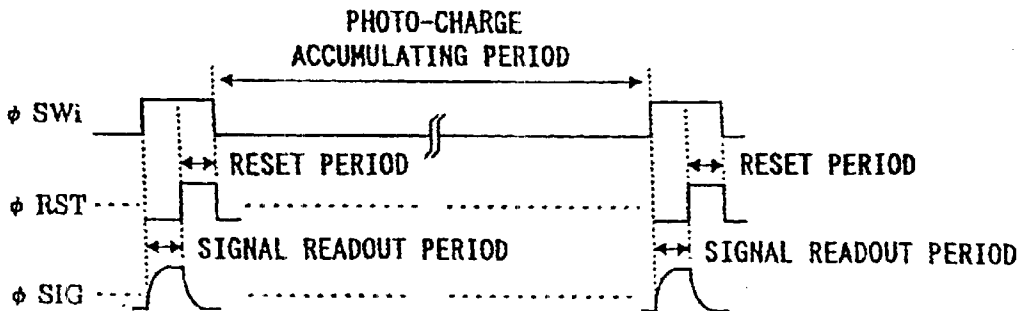 PHOTO-CHARGE
ACCUMULATING PERIOD
φ SWi
RESET PERIOD RESET PERIOD
φ RST
SIGNAL READOUT PERIOD SIGNAL READOUT PERIOD
φ SIG